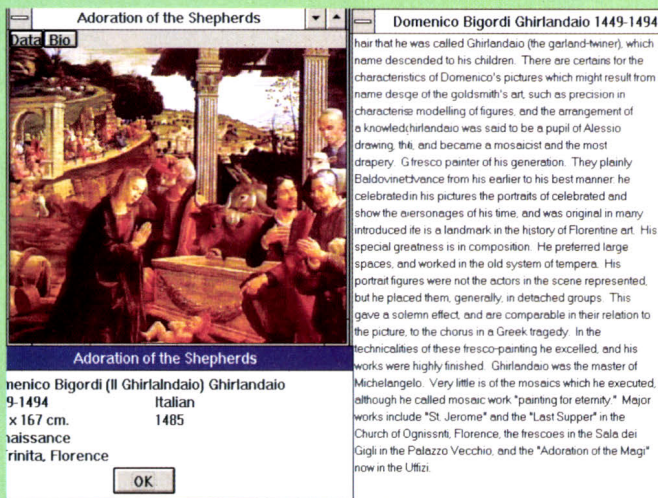 Adoration of the Shepherds
Data Bio
Adoration of the Shepherds
menico Bigordi (Il Ghirlalndaio) Ghirlandaio
9-1494 Italian
x 167 cm. 1485
naissance
Trinita, Florence
OK
Domenico Bigordi Ghirlandaio 1449-1494
hair that he was called Ghirlandaio (the garland-twiner), which
name descended to his children. There are certains for the
characteristics of Domenico's pictures which might result from
name desge of the goldsmith's art, such as precision in
characterise modelling of figures, and the arrangement of
a knowled(hirlandaio was said to be a pupil of Alessio
drawing, thii, and became a mosaicist and the most
drapery. G fresco painter of his generation. They plainly
Baldovinetdvance from his earlier to his best manner: he
celebrated in his pictures the portraits of celebrated and
show the aersonages of his time, and was original in many
introduced ite is a landmark in the history of Florentine art. His
special greatness is in composition. He preferred large
spaces, and worked in the old system of tempera. His
portrait figures were not the actors in the scene represented,
but he placed them, generally, in detached groups. This
gave a solemn effect, and are comparable in their relation to
the picture, to the chorus in a Greek tragedy. In the
technicalities of these fresco-painting he excelled, and his
works were highly finished. Ghirlandaio was the master of
Michelangelo. Very little is of the mosaics which he executed,
although he called mosaic work "painting for eternity." Major
works include "St. Jerome" and the "Last Supper" in the
Church of Ognissnti, Florence, the frescoes in the Sala dei
Gigli in the Palazzo Vecchio, and the "Adoration of the Magi"
now in the Uffizi.